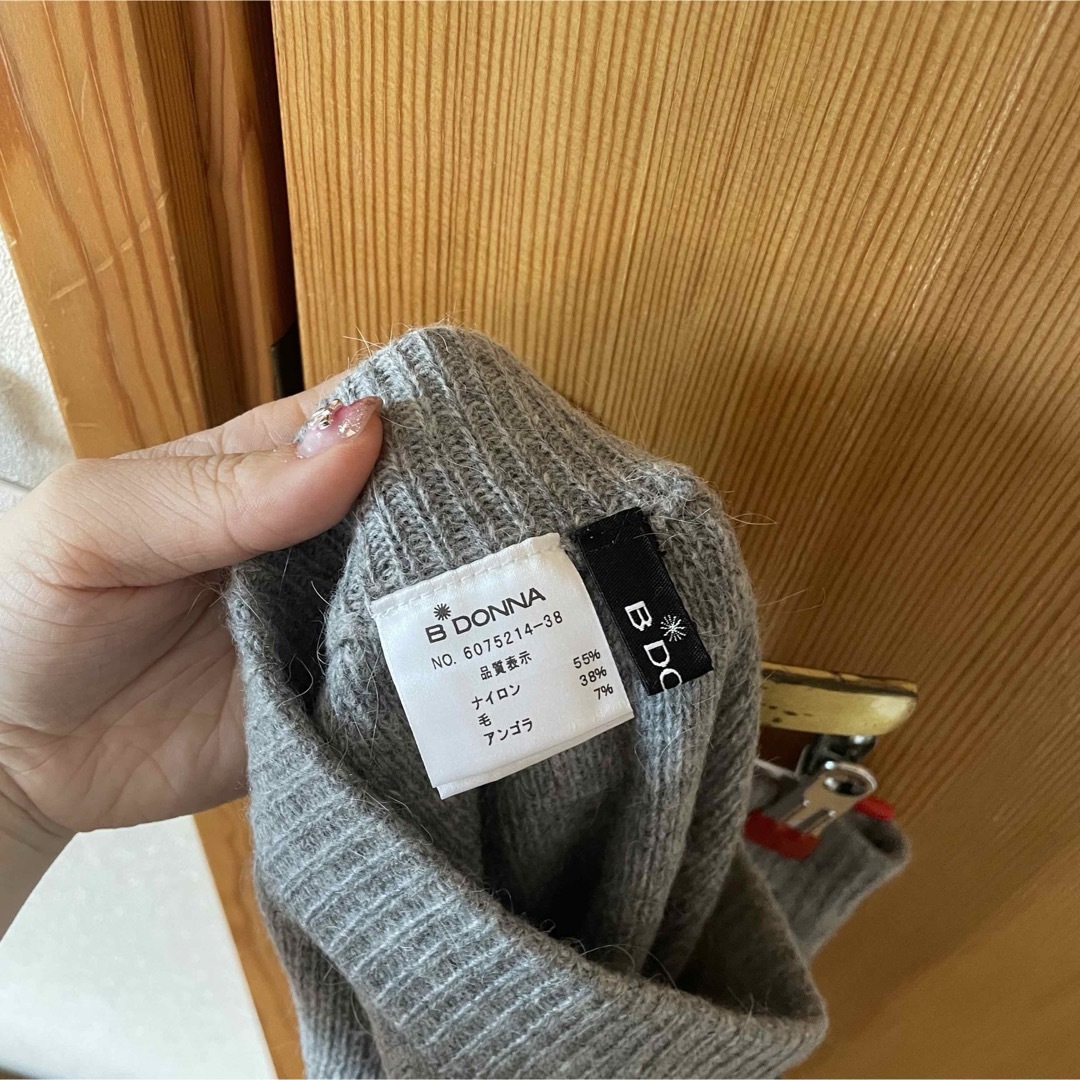 B DONNA
NO. 6075214-38
品質表示
ナイロン 55%
毛 38%
アンゴラ 7%
B DO